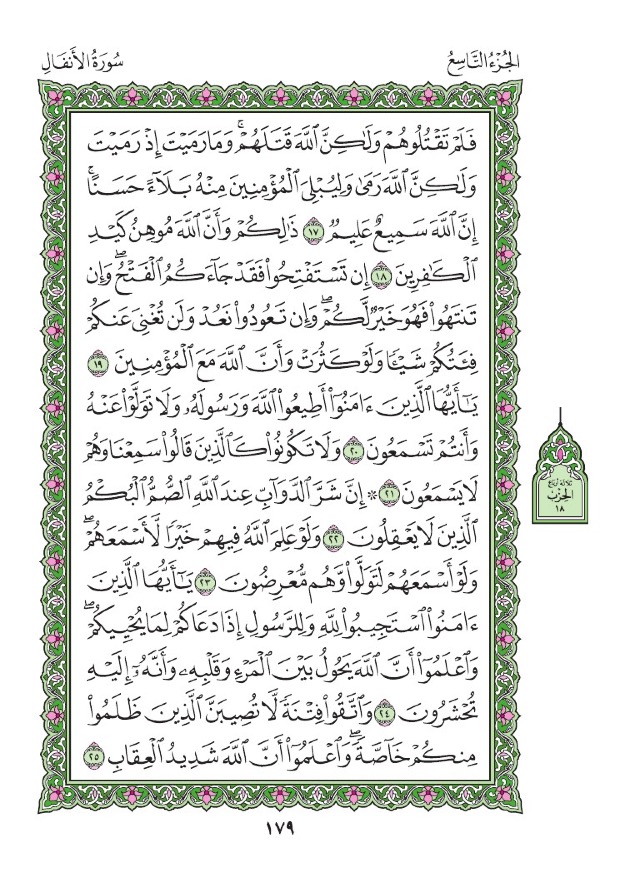 الجُزْءُ التَّاسِعُ
سُورَةُ الأَنفَالِ
فَلَمْ تَقْتُلُوهُمْ وَلَٰكِنَّ ٱللَّهَ قَتَلَهُمْ ۚ وَمَا رَمَيْتَ إِذْ رَمَيْتَ
وَلَٰكِنَّ ٱللَّهَ رَمَىٰ وَلِيُبْلِىَ ٱلْمُؤْمِنِينَ مِنْهُ بَلَآءً حَسَنًا ۚ
إِنَّ ٱللَّهَ سَمِيعٌ عَلِيمٌ ١٧ ذَٰلِكُمْ وَأَنَّ ٱللَّهَ مُوهِنُ كَيْدِ
ٱلْكَٰفِرِينَ ١٨ إِن تَسْتَفْتِحُوا۟ فَقَدْ جَآءَكُمُ ٱلْفَتْحُ ۖ وَإِن
تَنتَهُوا۟ فَهُوَ خَيْرٌ لَّكُمْ ۖ وَإِن تَعُودُوا۟ نَعُدْ وَلَن تُغْنِىَ عَنكُمْ
فِئَتُكُمْ شَيْـًٔا وَلَوْ كَثُرَتْ وَأَنَّ ٱللَّهَ مَعَ ٱلْمُؤْمِنِينَ ١٩
يَٰٓأَيُّهَا ٱلَّذِينَ ءَامَنُوٓا۟ أَطِيعُوا۟ ٱللَّهَ وَرَسُولَهُۥ وَلَا تَوَلَّوْا۟ عَنْهُ
وَأَنتُمْ تَسْمَعُونَ ٢٠ وَلَا تَكُونُوا۟ كَٱلَّذِينَ قَالُوا۟ سَمِعْنَا وَهُمْ
لَا يَسْمَعُونَ ٢١ ۞ إِنَّ شَرَّ ٱلدَّوَآبِّ عِندَ ٱللَّهِ ٱلصُّمُّ ٱلْبُكْمُ
ٱلَّذِينَ لَا يَعْقِلُونَ ٢٢ وَلَوْ عَلِمَ ٱللَّهُ فِيهِمْ خَيْرًا لَّأَسْمَعَهُمْ ۖ
وَلَوْ أَسْمَعَهُمْ لَتَوَلَّوا۟ وَّهُم مُّعْرِضُونَ ٢٣ يَٰٓأَيُّهَا ٱلَّذِينَ
ءَامَنُوا۟ ٱسْتَجِيبُوا۟ لِلَّهِ وَلِلرَّسُولِ إِذَا دَعَاكُمْ لِمَا يُحْيِيكُمْ ۖ
وَٱعْلَمُوٓا۟ أَنَّ ٱللَّهَ يَحُولُ بَيْنَ ٱلْمَرْءِ وَقَلْبِهِۦ وَأَنَّهُۥٓ إِلَيْهِ
تُحْشَرُونَ ٢٤ وَٱتَّقُوا۟ فِتْنَةً لَّا تُصِيبَنَّ ٱلَّذِينَ ظَلَمُوا۟
مِنكُمْ خَآصَّةً ۖ وَٱعْلَمُوٓا۟ أَنَّ ٱللَّهَ شَدِيدُ ٱلْعِقَابِ ٢٥
ثلاثة أرباع
الحزب
١٨
١٧٩